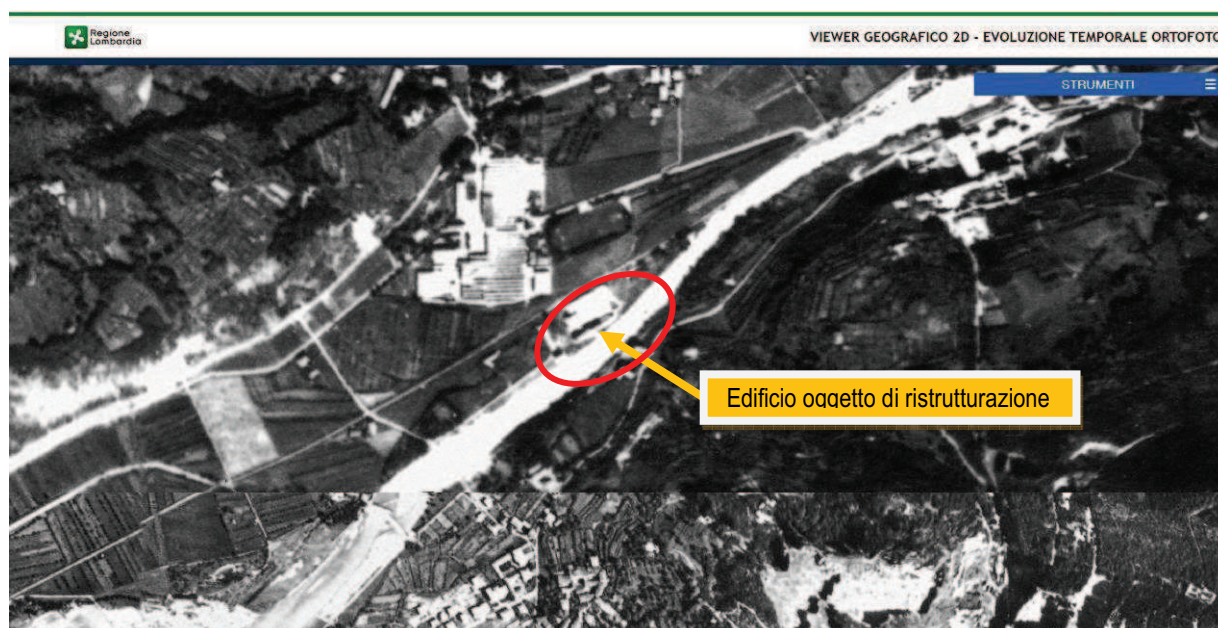 Regione
Lombardia
VIEWER GEOGRAFICO 2D - EVOLUZIONE TEMPORALE ORTOFOTO
STRUMENTI
Edificio oggetto di ristrutturazione